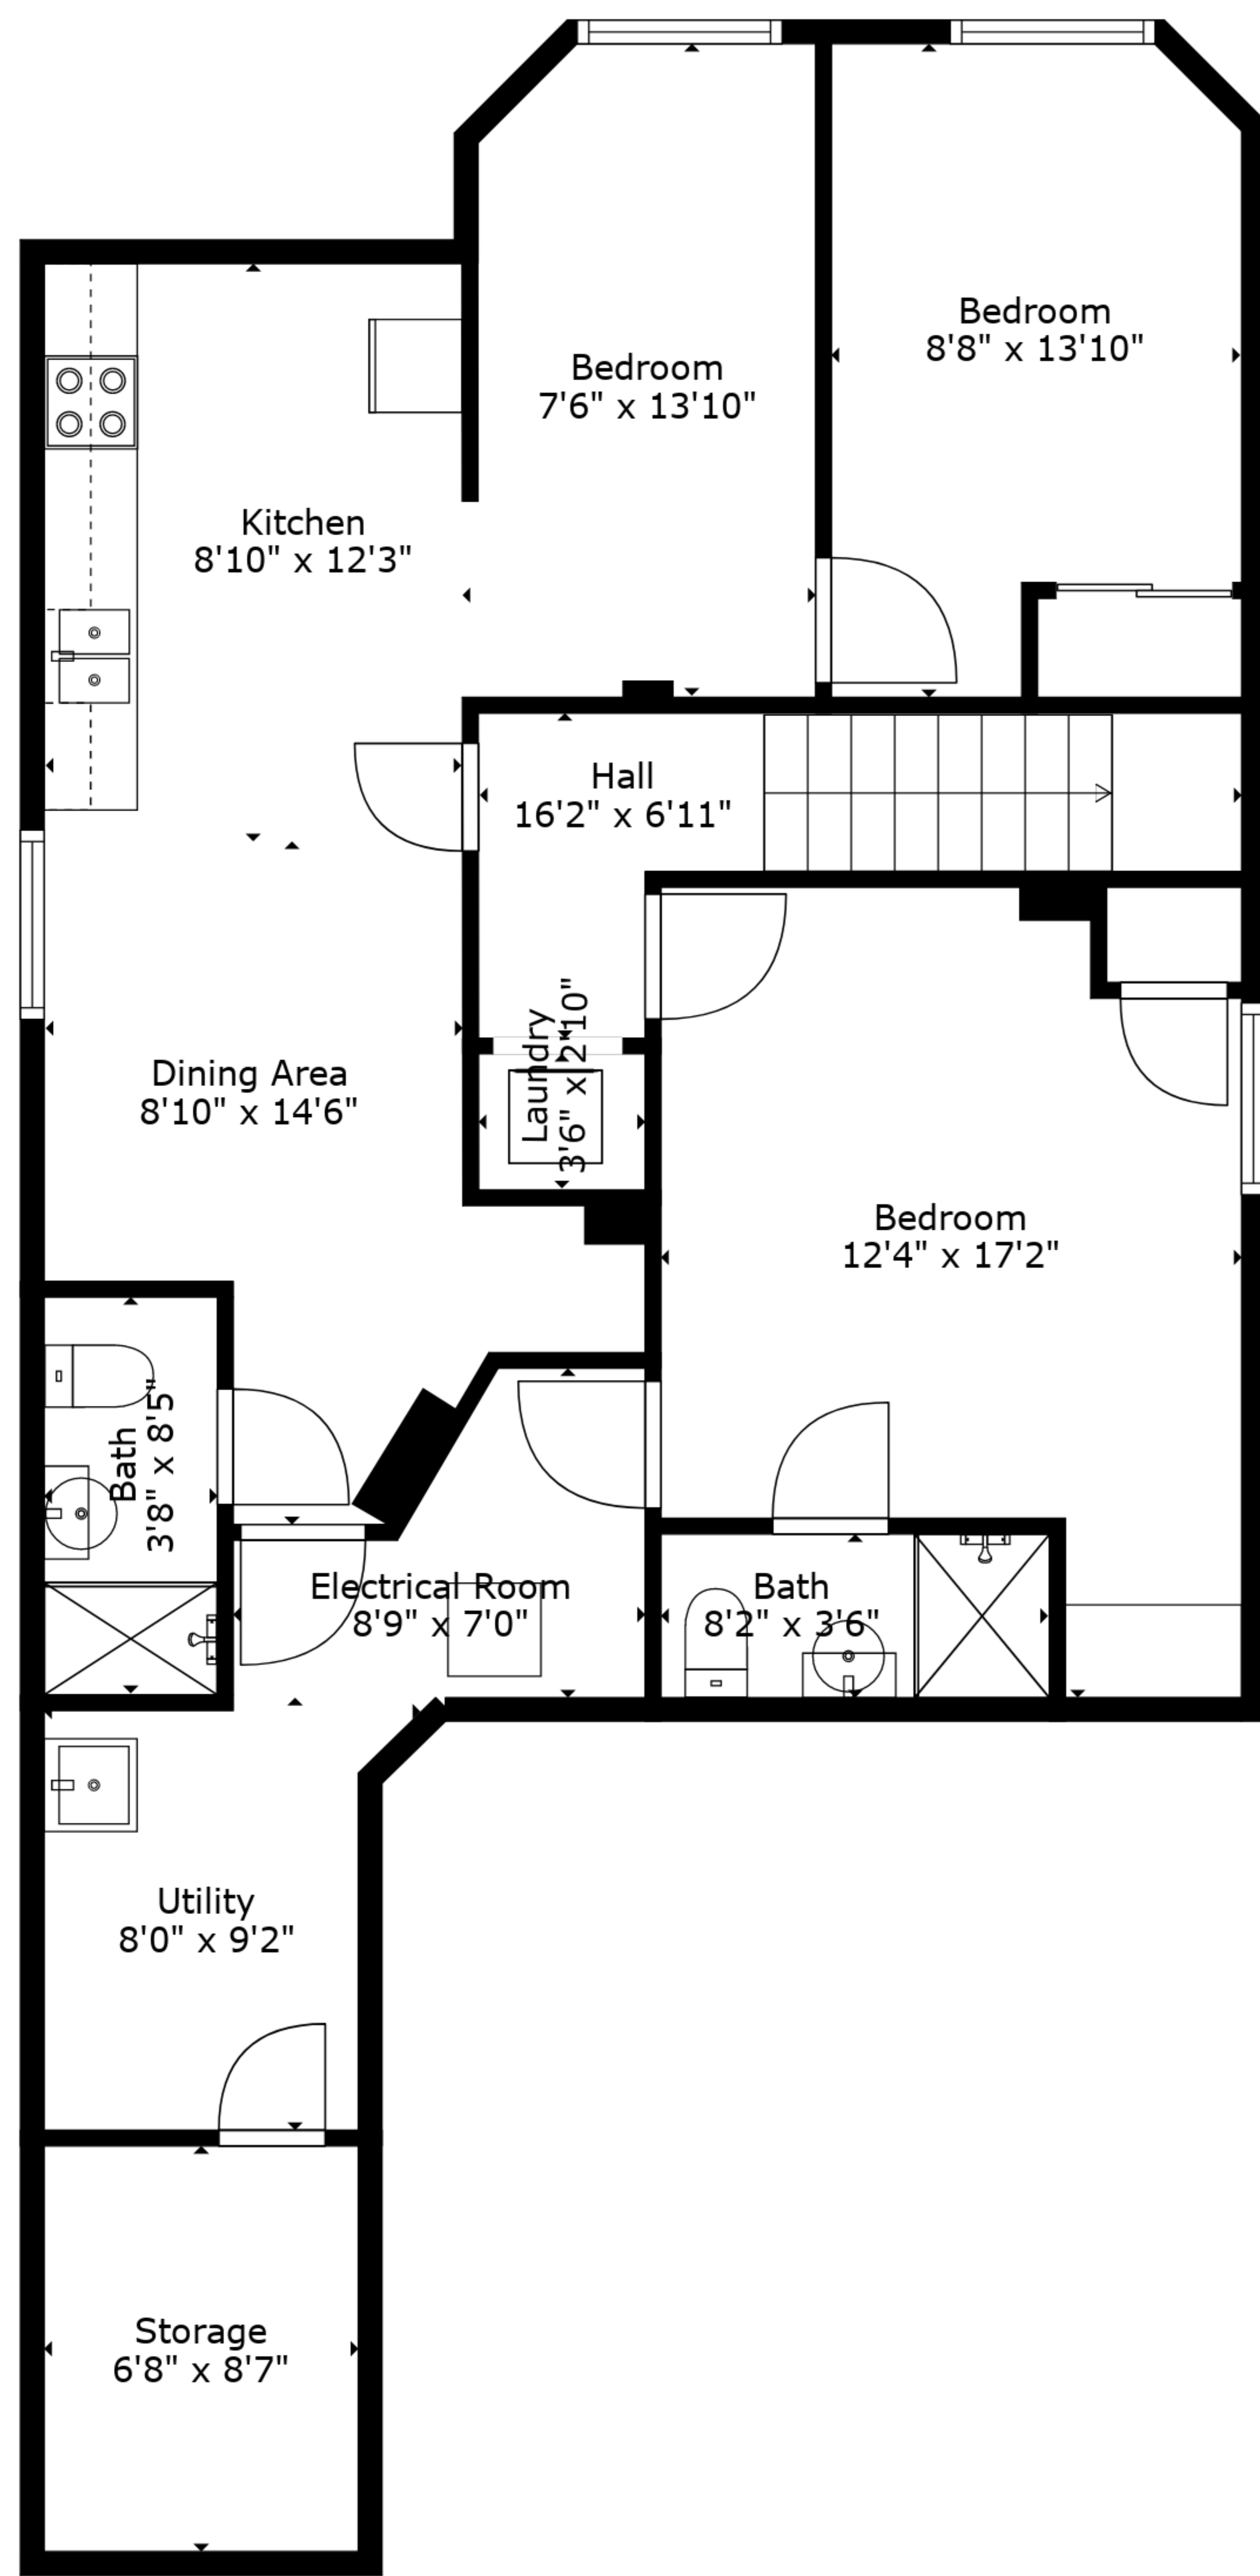 Bedroom
8'8" x 13'10"
Bedroom
7'6" x 13'10"
Kitchen
8'10" x 12'3"
Hall
16'2" x 6'11"
Laundry
3'6" x 2'10"
Dining Area
8'10" x 14'6"
Bedroom
12'4" x 17'2"
Bath
3'8" x 8'5"
Electrical Room
8'9" x 7'0"
Bath
8'2" x 3'6"
Utility
8'0" x 9'2"
Storage
6'8" x 8'7"